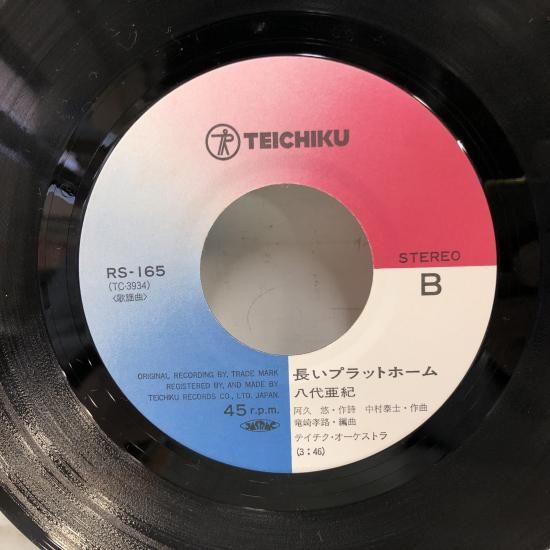 TEICHIKU
STEREO
B
RS-165
(TC-3934)
〈歌謡曲〉
ORIGINAL RECORDING BY, TRADE MARK
REGISTERED BY, AND MADE BY
TEICHIKU RECORDS CO., LTD. JAPAN.
45 r.p.m.
JASRAC
長いプラットホーム
八代亜紀
阿久 悠・作詩 中村泰士・作曲
竜崎孝路・編曲
テイチク・オーケストラ
(3:46)